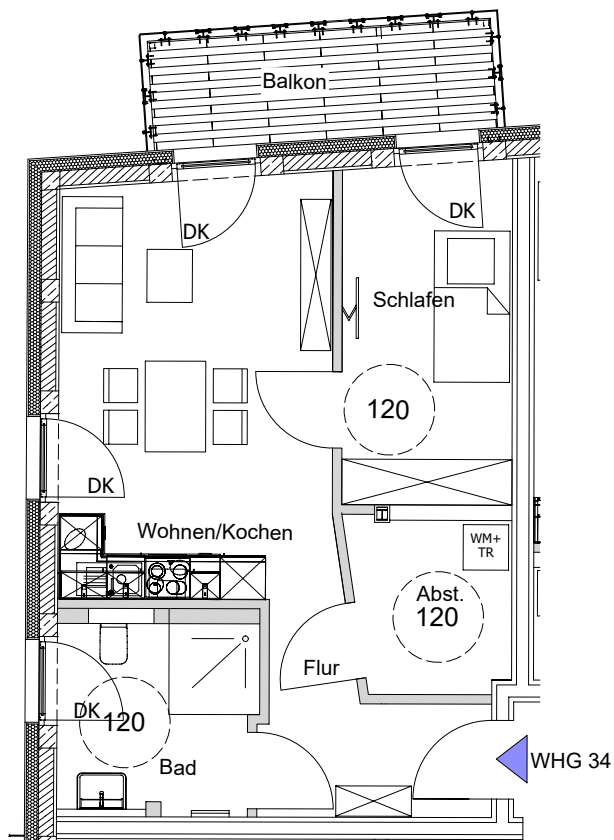 Balkon
DK
DK
Schlafen
120
DK
Wohnen/Kochen
WM+
TR
Abst.
120
Flur
DK
120
Bad
WHG 34